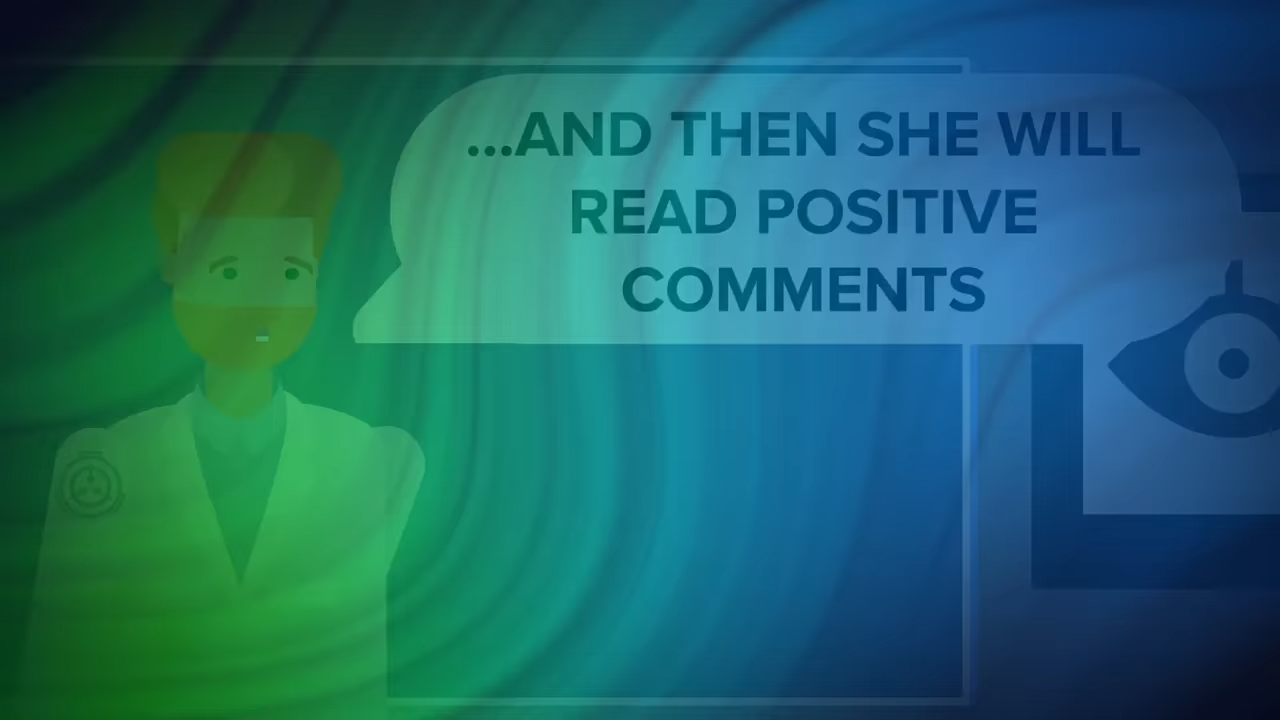 ...AND THEN SHE WILL
READ POSITIVE
COMMENTS